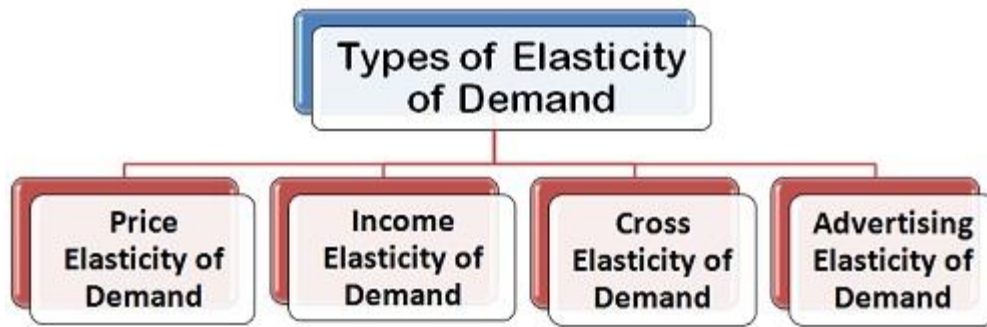 Types of Elasticity
of Demand
Price
Elasticity of
Demand
Income
Elasticity of
Demand
Cross
Elasticity of
Demand
Advertising
Elasticity of
Demand